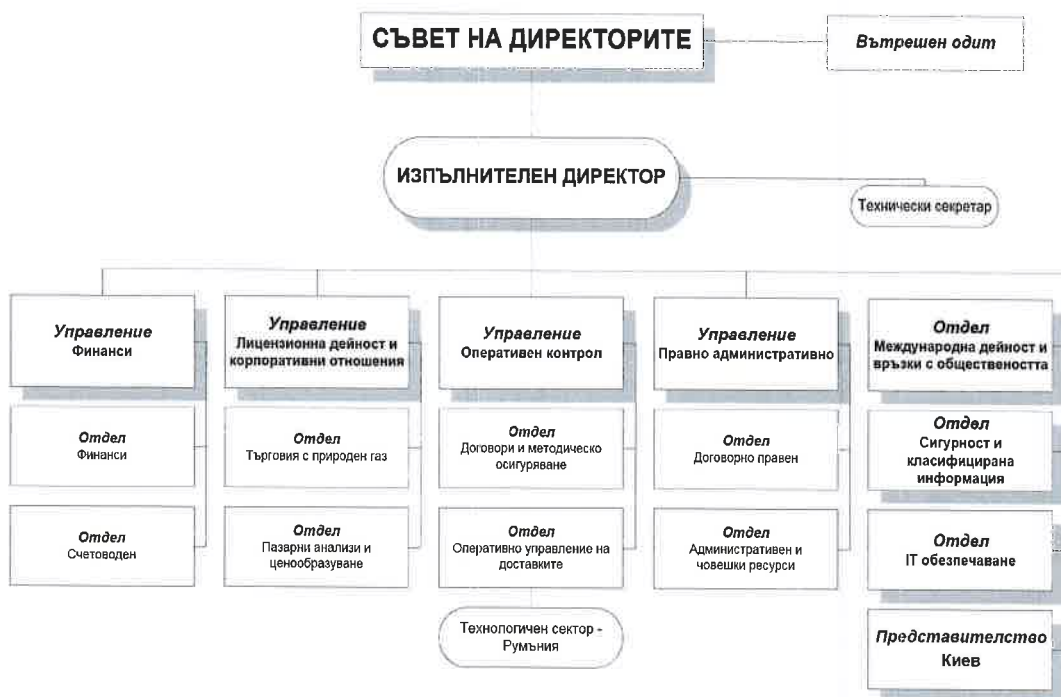 СЪВЕТ НА ДИРЕКТОРИТЕ
Вътрешен одит
ИЗПЪЛНИТЕЛЕН ДИРЕКТОР
Технически секретар
Управление
Финанси
Отдел
Финанси
Отдел
Счетоводен
Управление
Лицензионна дейност и
корпоративни отношения
Отдел
Търговия с природен газ
Отдел
Пазарни анализи и
ценообразуване
Управление
Оперативен контрол
Отдел
Договори и методическо
осигуряване
Отдел
Оперативно управление на
доставките
Технологичен сектор -
Румъния
Управление
Правно административно
Отдел
Договорно правен
Отдел
Административен и
човешки ресурси
Отдел
Международна дейност и
връзки с обществеността
Отдел
Сигурност и
класифицирана
информация
Отдел
IT обезпечаване
Представителство
Киев